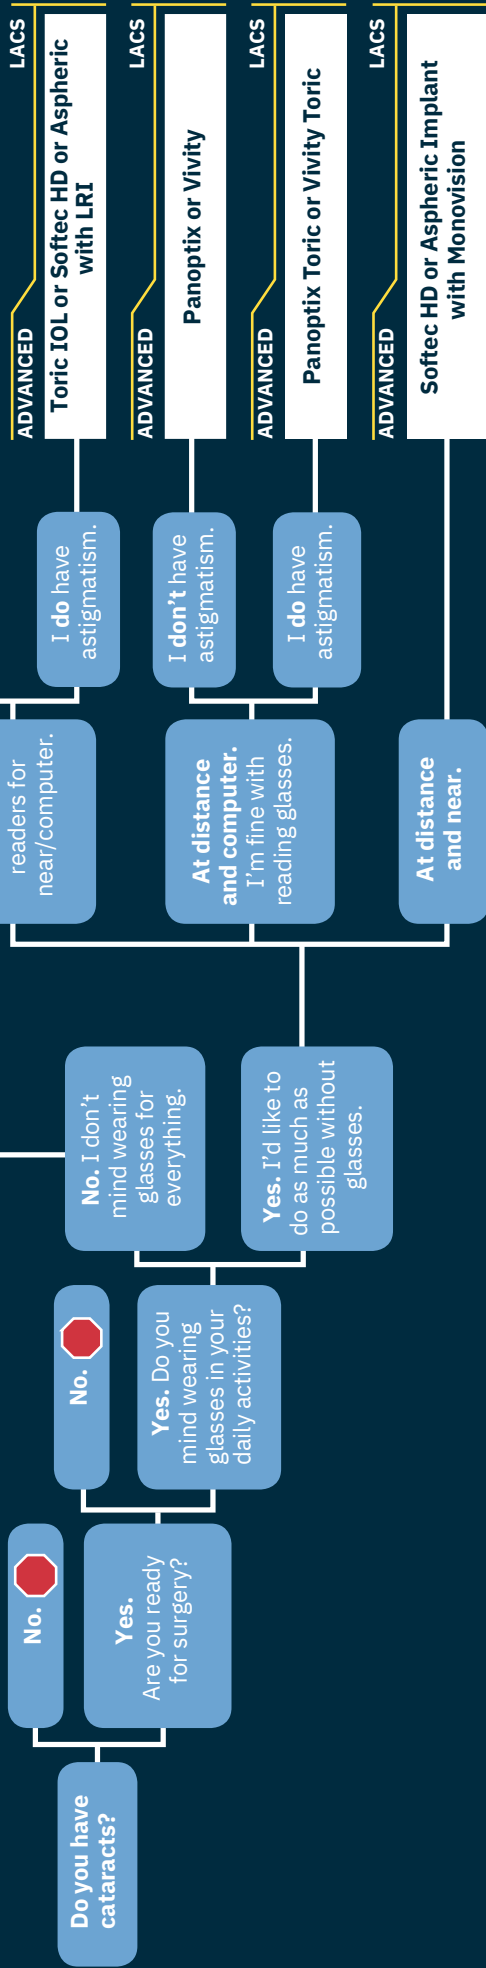 Do you have
cataracts?
No.
Yes.
Are you ready
for surgery?
No.
Yes. Do you
mind wearing
glasses in your
daily activities?
No. I don't
mind wearing
glasses for
everything.
Yes. I'd like to
do as much as
possible without
glasses.
readers for
near/computer.
At distance
and computer.
I'm fine with
reading glasses.
At distance
and near.
I do have
astigmatism.
I don't have
astigmatism.
I do have
astigmatism.
ADVANCED
LACS
Toric IOL or Softec HD or Aspheric
with LRI
ADVANCED
LACS
Panoptix or Vivity
ADVANCED
LACS
Panoptix Toric or Vivity Toric
ADVANCED
LACS
Softec HD or Aspheric Implant
with Monovision